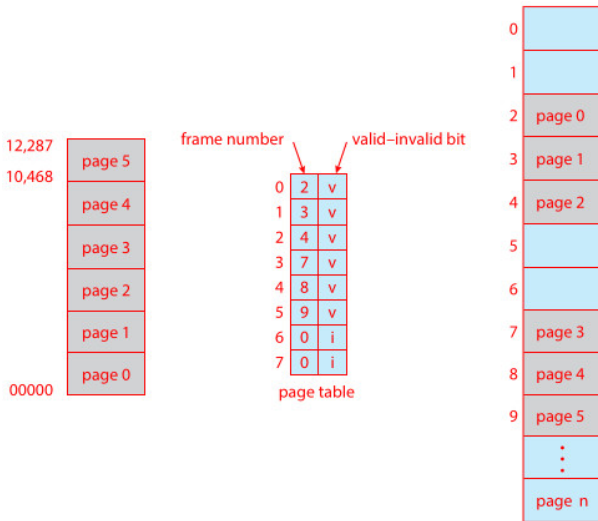 12,287
10,468
page 5
page 4
page 3
page 2
page 1
page 0
00000
frame number
valid–invalid bit
0 2 v
1 3 v
2 4 v
3 7 v
4 8 v
5 9 v
6 0 i
7 0 i
page table
0
1
2 page 0
3 page 1
4 page 2
5
6
7 page 3
8 page 4
9 page 5
⋮
page n